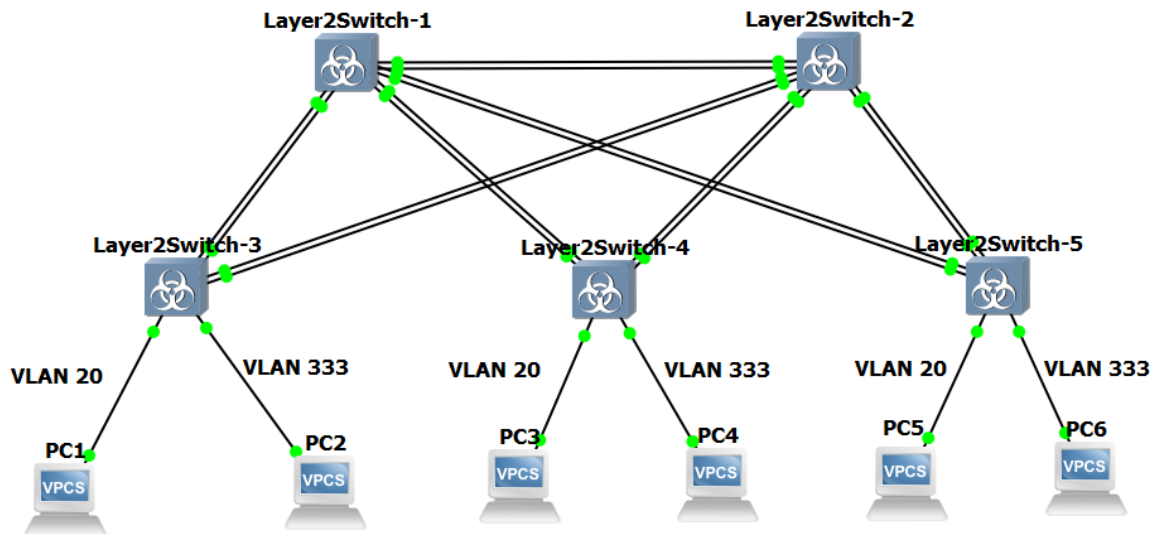 Layer2Switch-1
Layer2Switch-2
Layer2Switch-3
Layer2Switch-4
Layer2Switch-5
VLAN 20
VLAN 333
VLAN 20
VLAN 333
VLAN 20
VLAN 333
PC1
PC2
PC3
PC4
PC5
PC6
VPCS
VPCS
VPCS
VPCS
VPCS
VPCS